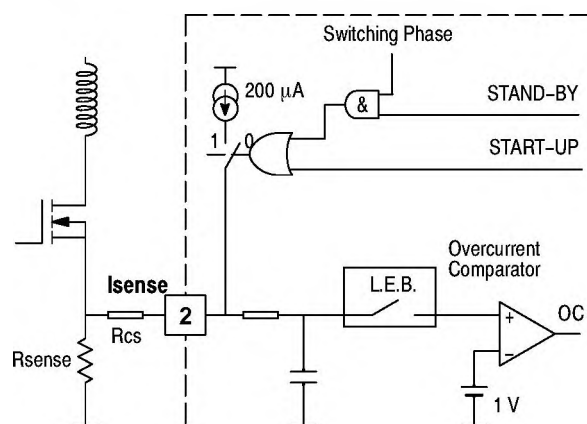 Switching Phase
200 µA
&
STAND–BY
1
0
START–UP
Isense
2
Rcs
Rsense
L.E.B.
Overcurrent
Comparator
+
–
OC
1 V